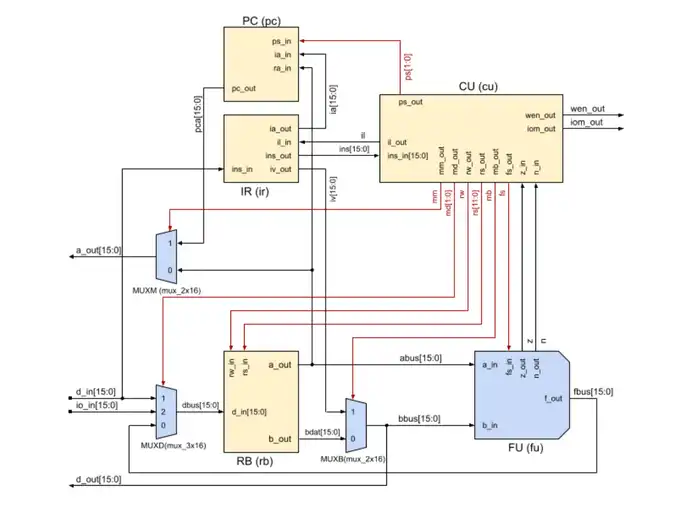 PC (pc)
ps_in
ia_in
ra_in
pc_out
pca[15:0]
ia[15:0]
ps[1:0]
CU (cu)
ps_out
wen_out
iom_out
il_out
ins_in[15:0]
mm_out
md_out
rw_out
rs_out
mb_out
fs_out
z_in
n_in
wen_out
iom_out
ia_out
il_in
ins_out
iv_out
ins_in
IR (ir)
il
ins[15:0]
iv[15:0]
mm
md[1:0]
rw
rs[11:0]
mb
fs
a_out[15:0]
1
0
MUXM (mux_2x16)
z
n
rw_in
rs_in
a_out
d_in[15:0]
b_out
RB (rb)
abus[15:0]
a_in
fs_in
z_out
n_out
f_out
b_in
FU (fu)
fbus[15:0]
d_in[15:0]
io_in[15:0]
1
2
0
MUXD(mux_3x16)
dbus[15:0]
bdat[15:0]
1
0
MUXB(mux_2x16)
bbus[15:0]
d_out[15:0]